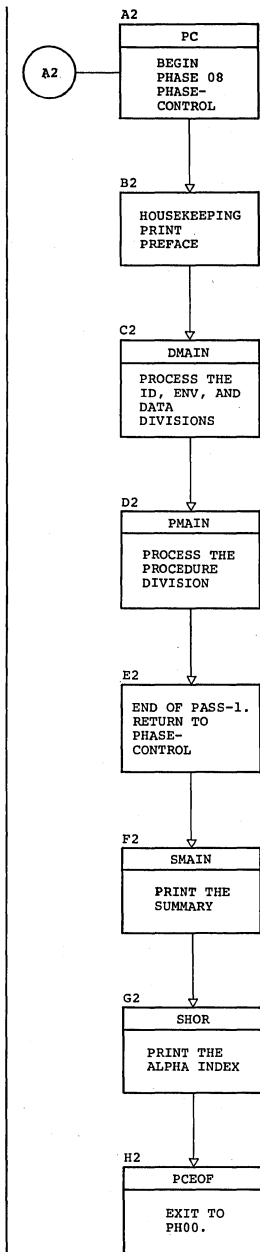 A2
PC
A2
BEGIN
PHASE 08
PHASE-
CONTROL
B2
HOUSEKEEPING
PRINT
PREFACE
C2
DMAIN
PROCESS THE
ID, ENV, AND
DATA
DIVISIONS
D2
PMAIN
PROCESS THE
PROCEDURE
DIVISION
E2
END OF PASS-1.
RETURN TO
PHASE-
CONTROL
F2
SMAIN
PRINT THE
SUMMARY
G2
SHOR
PRINT THE
ALPHA INDEX
H2
PCEOF
EXIT TO
PH00.